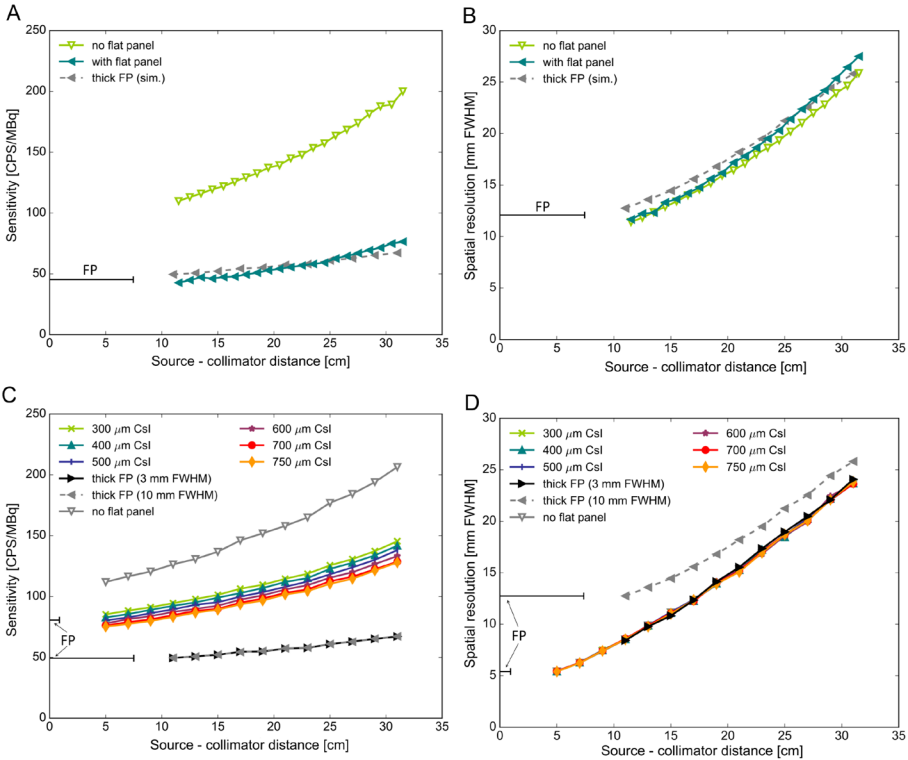 A
250
200
150
100
50
0
Sensitivity [CPS/MBq]
no flat panel
with flat panel
thick FP (sim.)
FP
0 5 10 15 20 25 30 35
Source - collimator distance [cm]
B
30
25
20
15
10
5
0
Spatial resolution [mm FWHM]
no flat panel
with flat panel
thick FP (sim.)
FP
0 5 10 15 20 25 30 35
Source - collimator distance [cm]
C
250
200
150
100
50
0
Sensitivity [CPS/MBq]
300 μm CsI 600 μm CsI
400 μm CsI 700 μm CsI
500 μm CsI 750 μm CsI
thick FP (3 mm FWHM)
thick FP (10 mm FWHM)
no flat panel
FP
0 5 10 15 20 25 30 35
Source - collimator distance [cm]
D
30
25
20
15
10
5
0
Spatial resolution [mm FWHM]
300 μm CsI 600 μm CsI
400 μm CsI 700 μm CsI
500 μm CsI 750 μm CsI
thick FP (3 mm FWHM)
thick FP (10 mm FWHM)
no flat panel
FP
0 5 10 15 20 25 30 35
Source - collimator distance [cm]